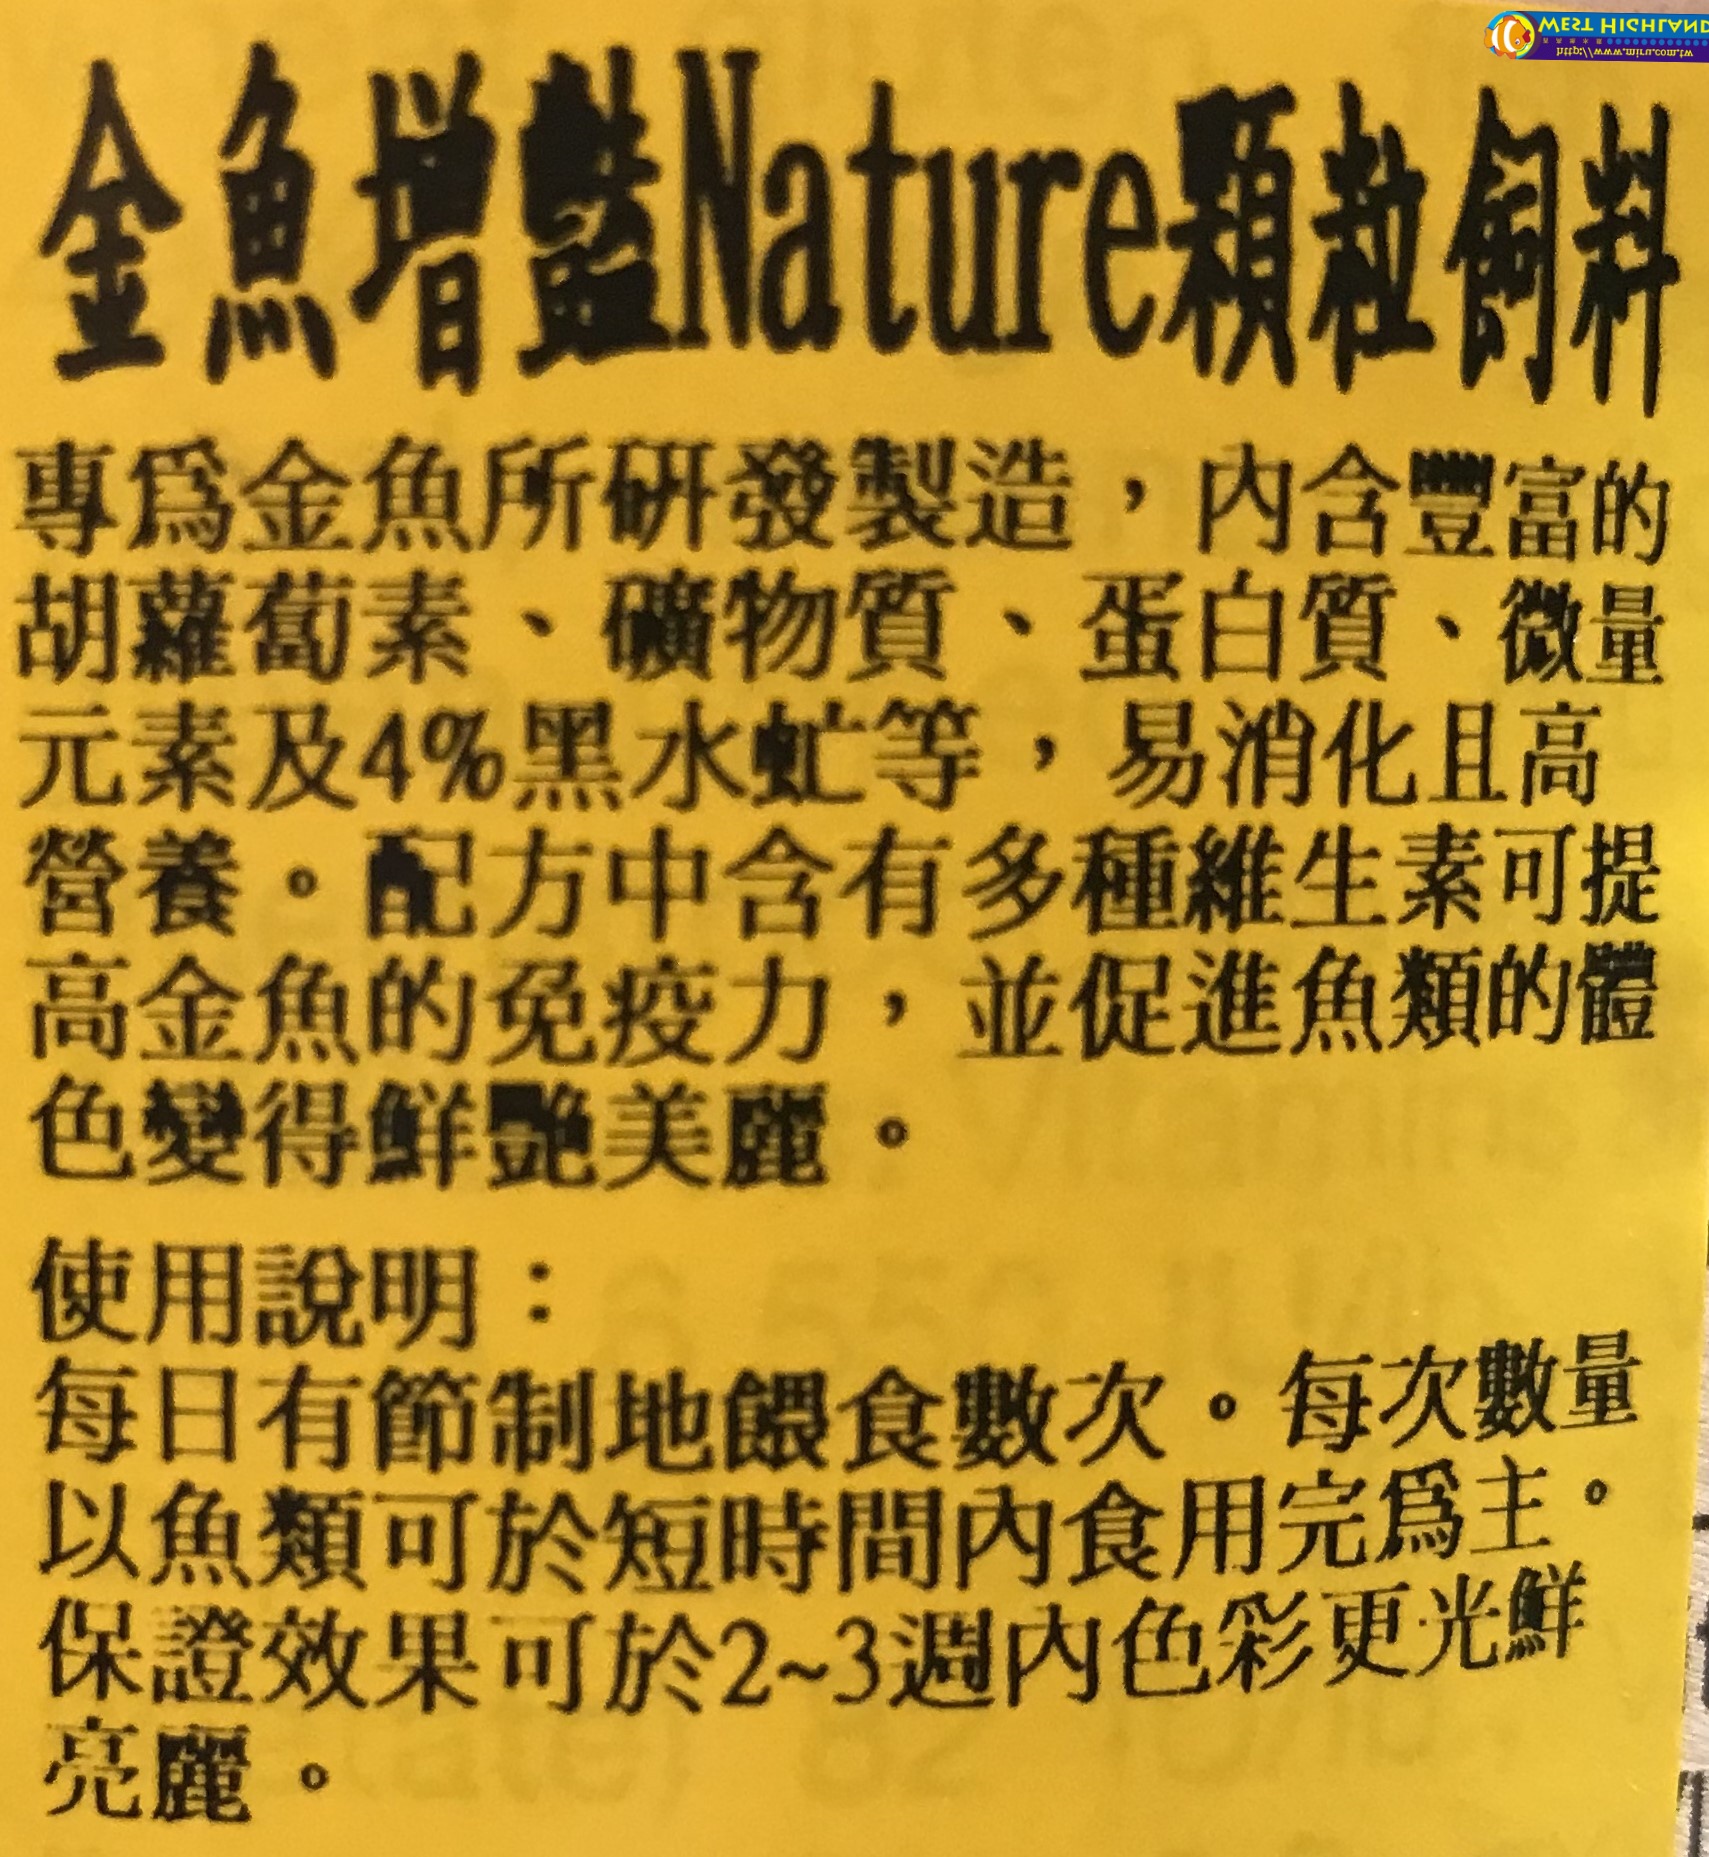 WEST HIGHLAND
http://www.miru.com.tw
金魚增豔Nature顆粒飼料
專為金魚所研發製造，內含豐富的
胡蘿蔔素、礦物質、蛋白質、微量
元素及4%黑水虻等，易消化且高
營養。配方中含有多種維生素可提
高金魚的免疫力，並促進魚類的體
色變得鮮艷美麗。
使用說明：
每日有節制地餵食數次。每次數量
以魚類可於短時間內食用完為主。
保證效果可於2~3週內色彩更光鮮
亮麗。